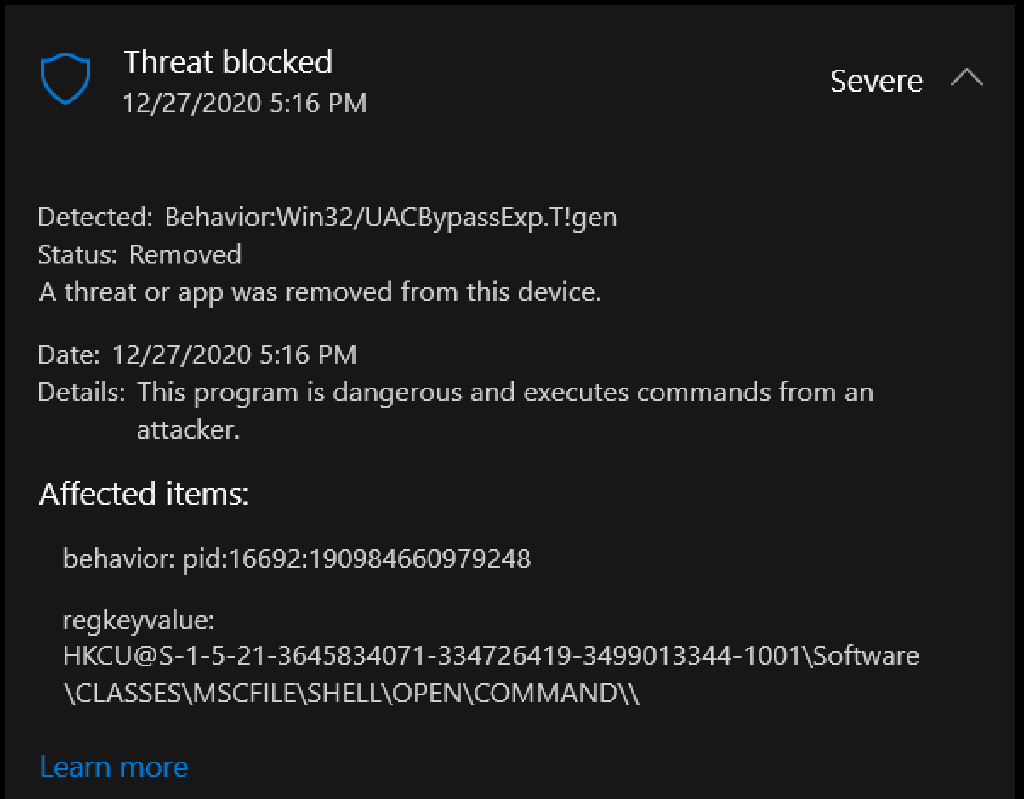 Threat blocked
12/27/2020 5:16 PM
Severe
Detected: Behavior:Win32/UACBypassExp.T!gen
Status: Removed
A threat or app was removed from this device.
Date: 12/27/2020 5:16 PM
Details: This program is dangerous and executes commands from an
attacker.
Affected items:
behavior: pid:16692:190984660979248
regkeyvalue:
HKCU@S-1-5-21-3645834071-334726419-3499013344-1001\Software
\CLASSES\MSCFILE\SHELL\OPEN\COMMAND\\
Learn more